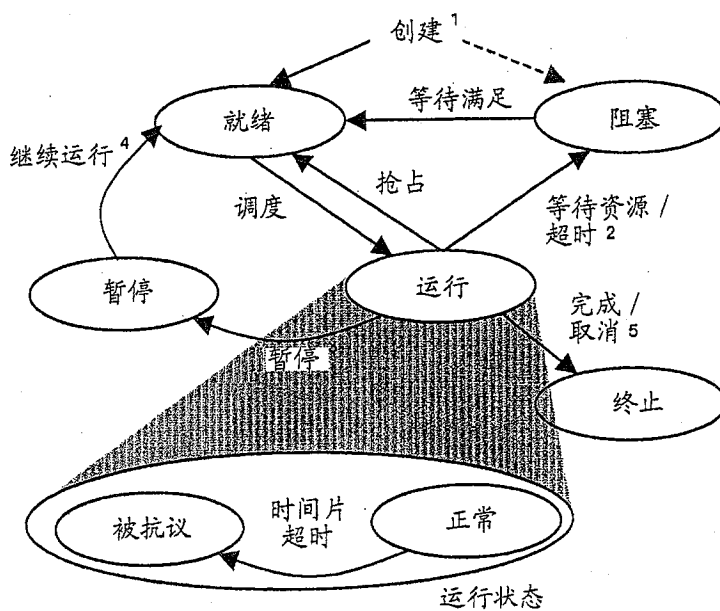 创建 1
就绪
等待满足
阻塞
继续运行 4
抢占
调度
等待资源 /
超时 2
暂停
运行
完成 /
取消 5
暂停
终止
被抗议
时间片
超时
正常
运行状态